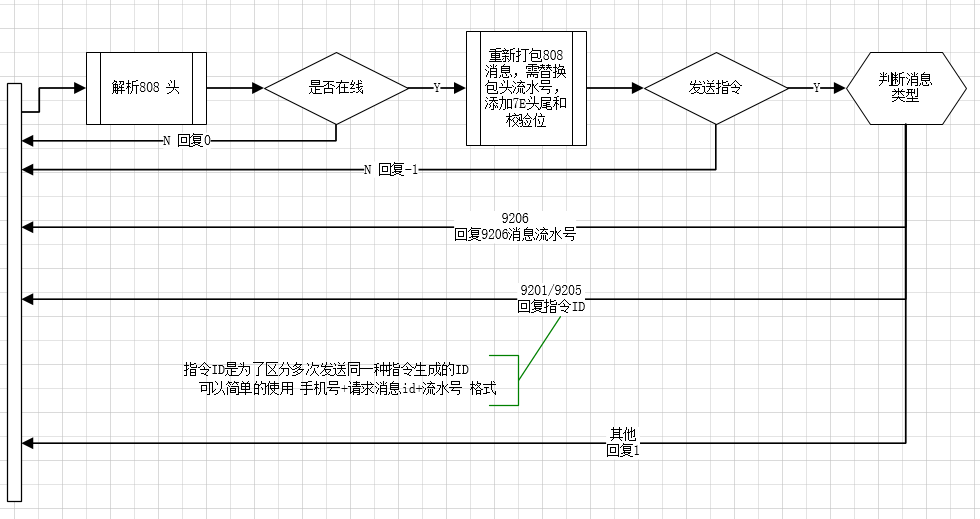 解析808 头
是否在线
Y
重新打包808
消息，需替换
包头流水号，
添加7E头尾和
校验位
发送指令
Y
判断消息
类型
N 回复0
N 回复-1
9206
回复9206消息流水号
9201/9205
回复指令ID
指令ID是为了区分多次发送同一种指令生成的ID
可以简单的使用 手机号+请求消息id+流水号 格式
其他
回复1